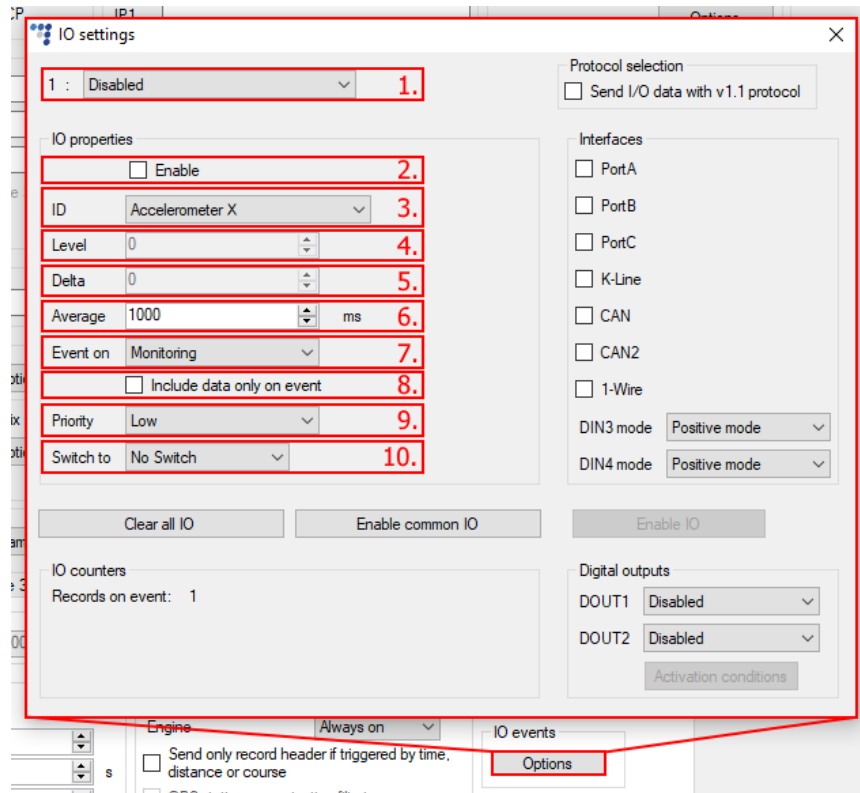 CP
IP1
Options
IO settings
1 : Disabled 1.
Protocol selection
Send I/O data with v1.1 protocol
IO properties
Enable 2.
ID Accelerometer X 3.
Level 0 4.
Delta 0 5.
Average 1000 ms 6.
Event on Monitoring 7.
Include data only on event 8.
Priority Low 9.
Switch to No Switch 10.
Interfaces
PortA
PortB
PortC
K-Line
CAN
CAN2
1-Wire
DIN3 mode Positive mode
DIN4 mode Positive mode
Clear all IO
Enable common IO
Enable IO
IO counters
Records on event: 1
Digital outputs
DOUT1 Disabled
DOUT2 Disabled
Activation conditions
Engine Always on
Send only record header if triggered by time,
distance or course
s
IO events
Options